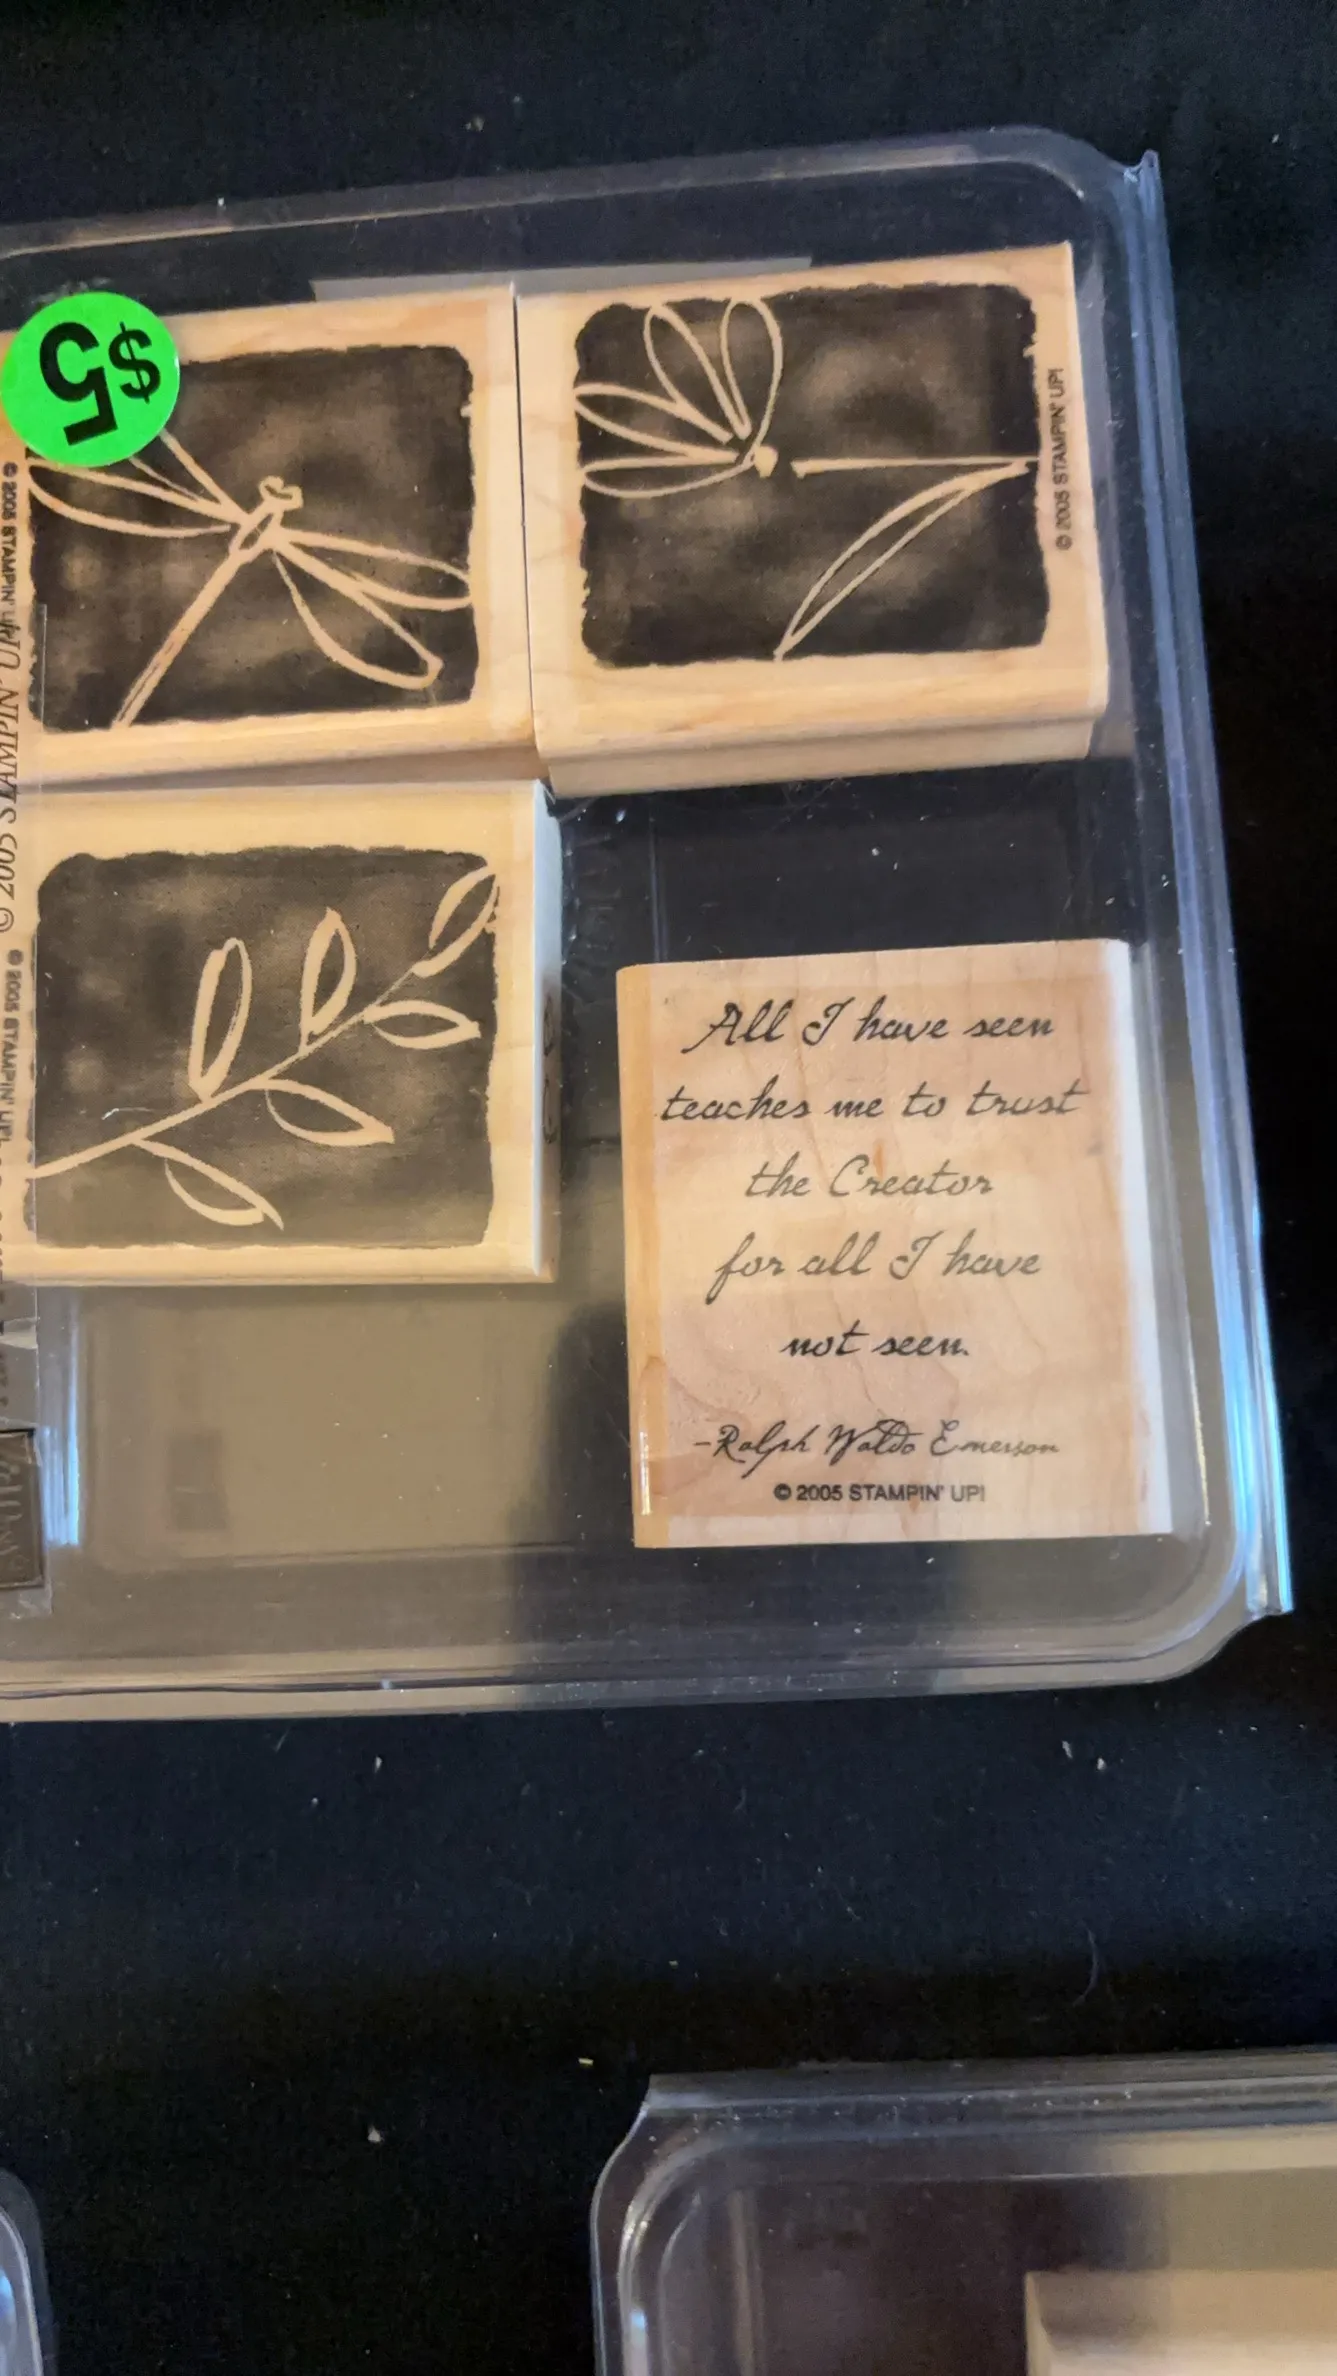 $5
© 2005 STAMPIN' UP!
© 2005 STAMPIN' UP!
© 2005 STAMPIN' UP!
© 2005 STAMPIN' UP!
All I have seen
teaches me to trust
the Creator
for all I have
not seen.
-Ralph Waldo Emerson
© 2005 STAMPIN' UP!